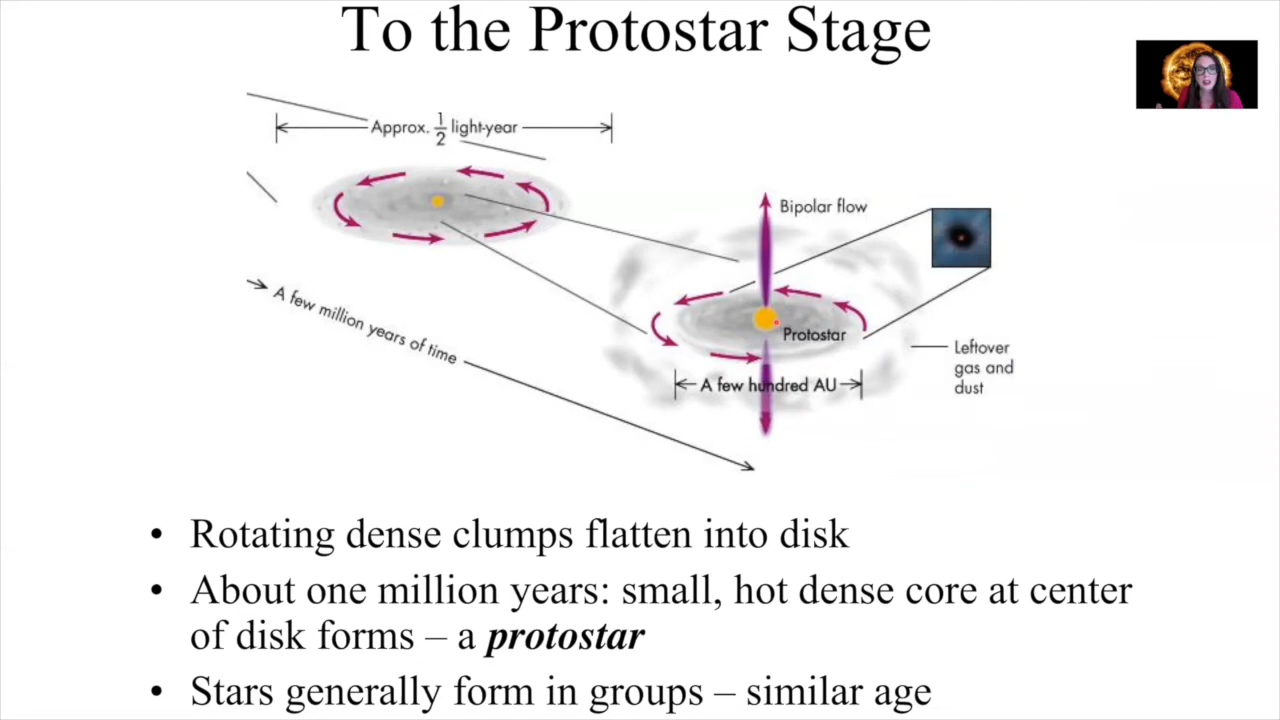 To the Protostar Stage
Approx. 1/2 light-year
Bipolar flow
A few million years of time
Protostar
Leftover
gas and
dust
A few hundred AU
• Rotating dense clumps flatten into disk
• About one million years: small, hot dense core at center
of disk forms – a protostar
• Stars generally form in groups – similar age